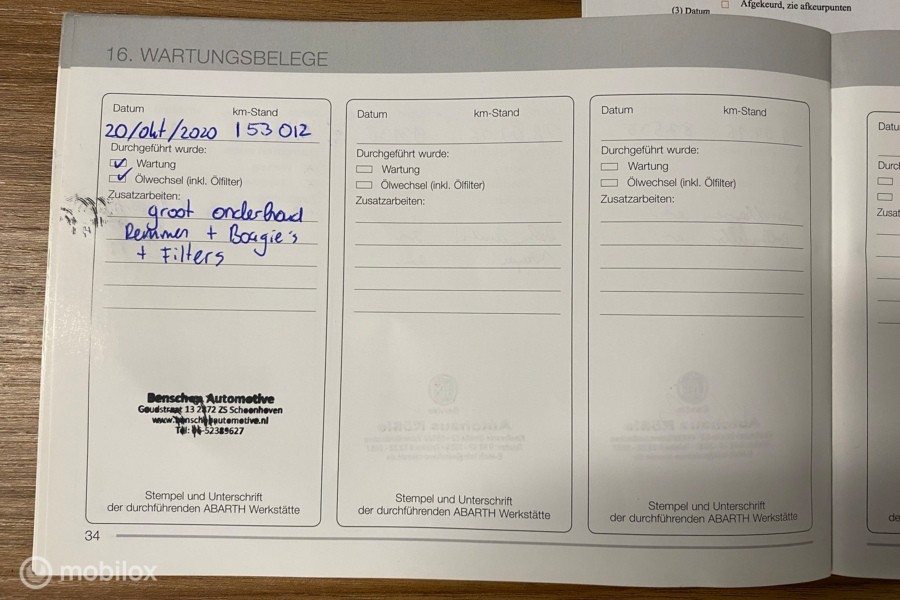 (3) Datum
Afgekeurd, zie afkeurpunten
16. WARTUNGSBELEGE
Datum km-Stand
20/okt/2020 153 012
Durchgeführt wurde:
Wartung
Ölwechsel (inkl. Ölfilter)
Zusatzarbeiten:
groot onderhoud
Remmen + Bougie's
+ Filters
Benschop Automotive
Goudstraat 13 2872 ZS Schoonhoven
Stempel und Unterschrift
der durchführenden ABARTH Werkstätte
34
Datum km-Stand
Durchgeführt wurde:
Wartung
Ölwechsel (inkl. Ölfilter)
Zusatzarbeiten:
Stempel und Unterschrift
der durchführenden ABARTH Werkstätte
Datum km-Stand
Durchgeführt wurde:
Wartung
Ölwechsel (inkl. Ölfilter)
Zusatzarbeiten:
Stempel und Unterschrift
der durchführenden ABARTH Werkstätte
mobilox